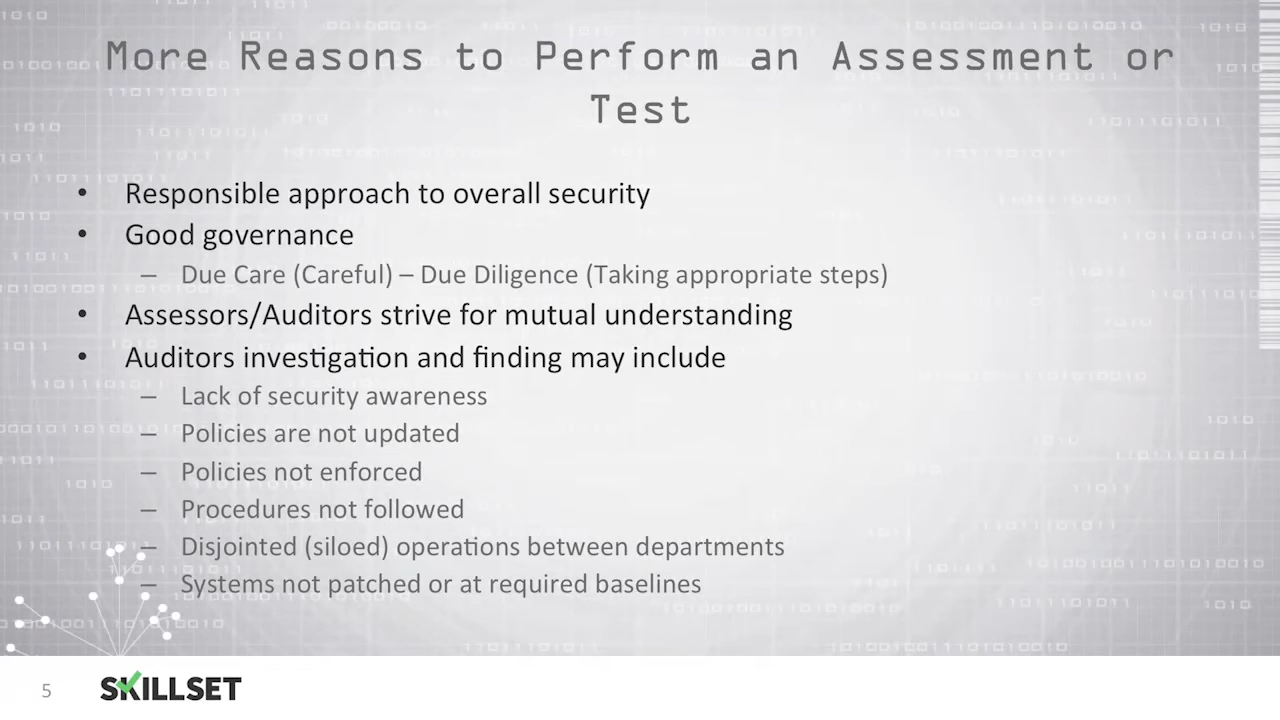 More Reasons to Perform an Assessment or
Test
• Responsible approach to overall security
• Good governance
– Due Care (Careful) – Due Diligence (Taking appropriate steps)
• Assessors/Auditors strive for mutual understanding
• Auditors investigation and finding may include
– Lack of security awareness
– Policies are not updated
– Policies not enforced
– Procedures not followed
– Disjointed (siloed) operations between departments
– Systems not patched or at required baselines
5
SKILLSET